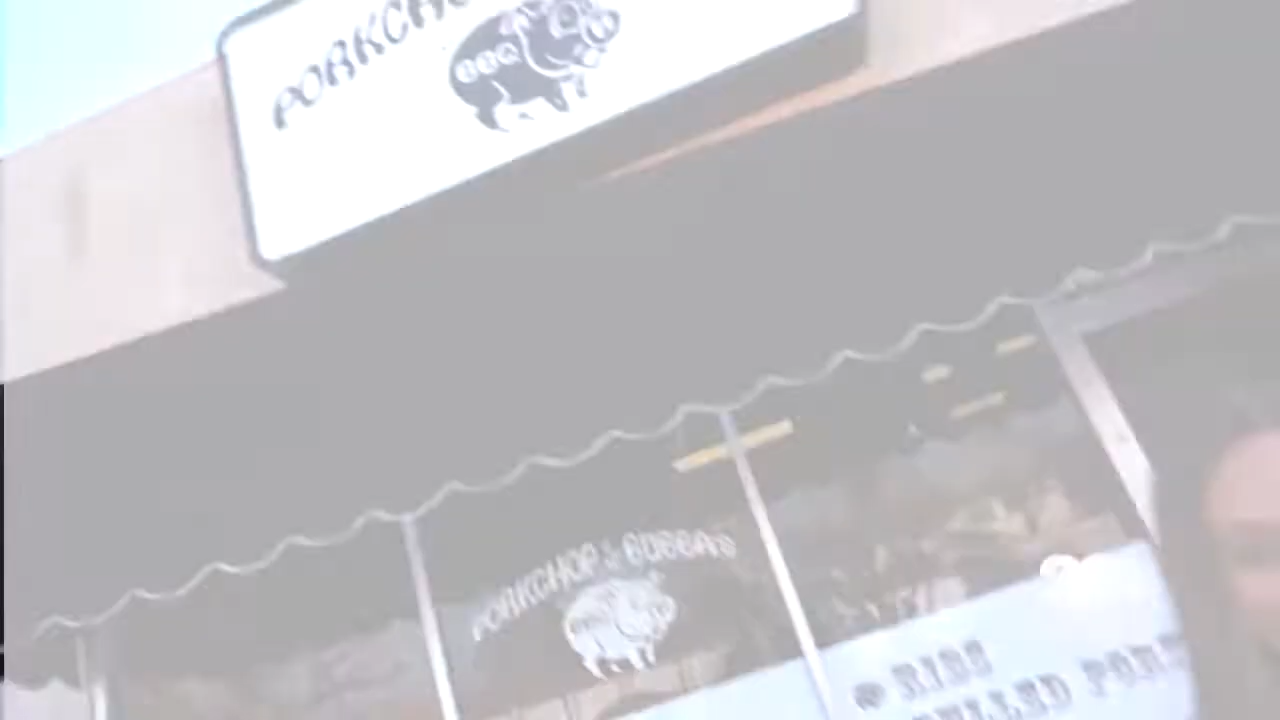 PORKCHO
BBQ
PORKCHOP & BUBBA'S
RIBS
PULLED POR